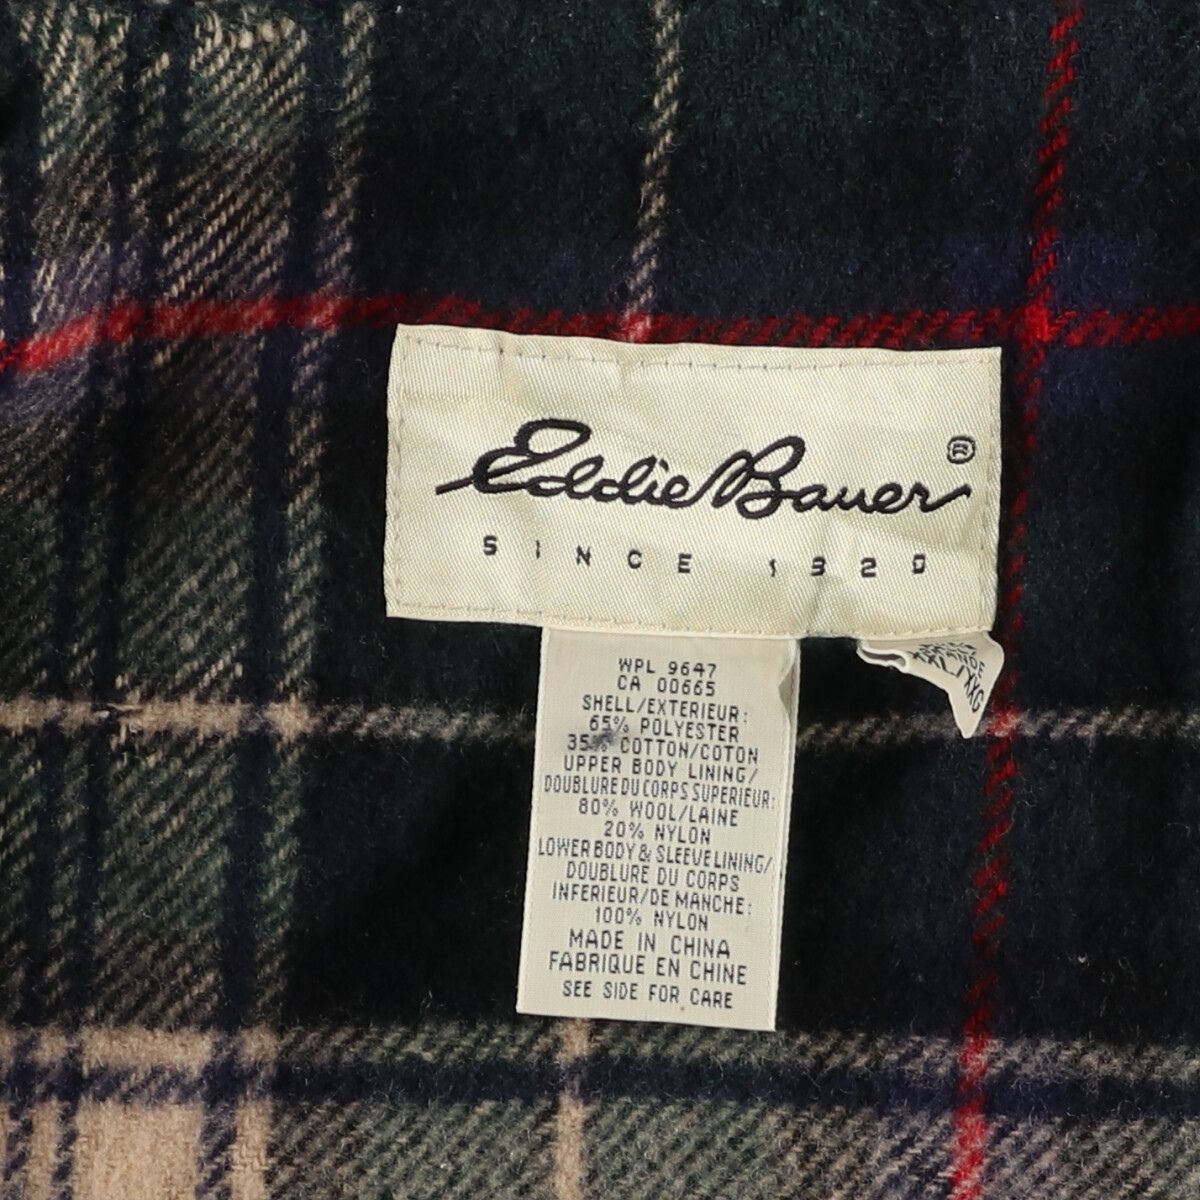 Eddie Bauer ®
SINCE 1920
WPL 9647
CA 00665
SHELL/EXTERIEUR:
65% POLYESTER
35% COTTON/COTON
UPPER BODY LINING/
DOUBLURE DU CORPS SUPERIEUR:
80% WOOL/LAINE
20% NYLON
LOWER BODY & SLEEVE LINING/
DOUBLURE DU CORPS
INFERIEUR/DE MANCHE:
100% NYLON
MADE IN CHINA
FABRIQUE EN CHINE
SEE SIDE FOR CARE
XXL/XXG